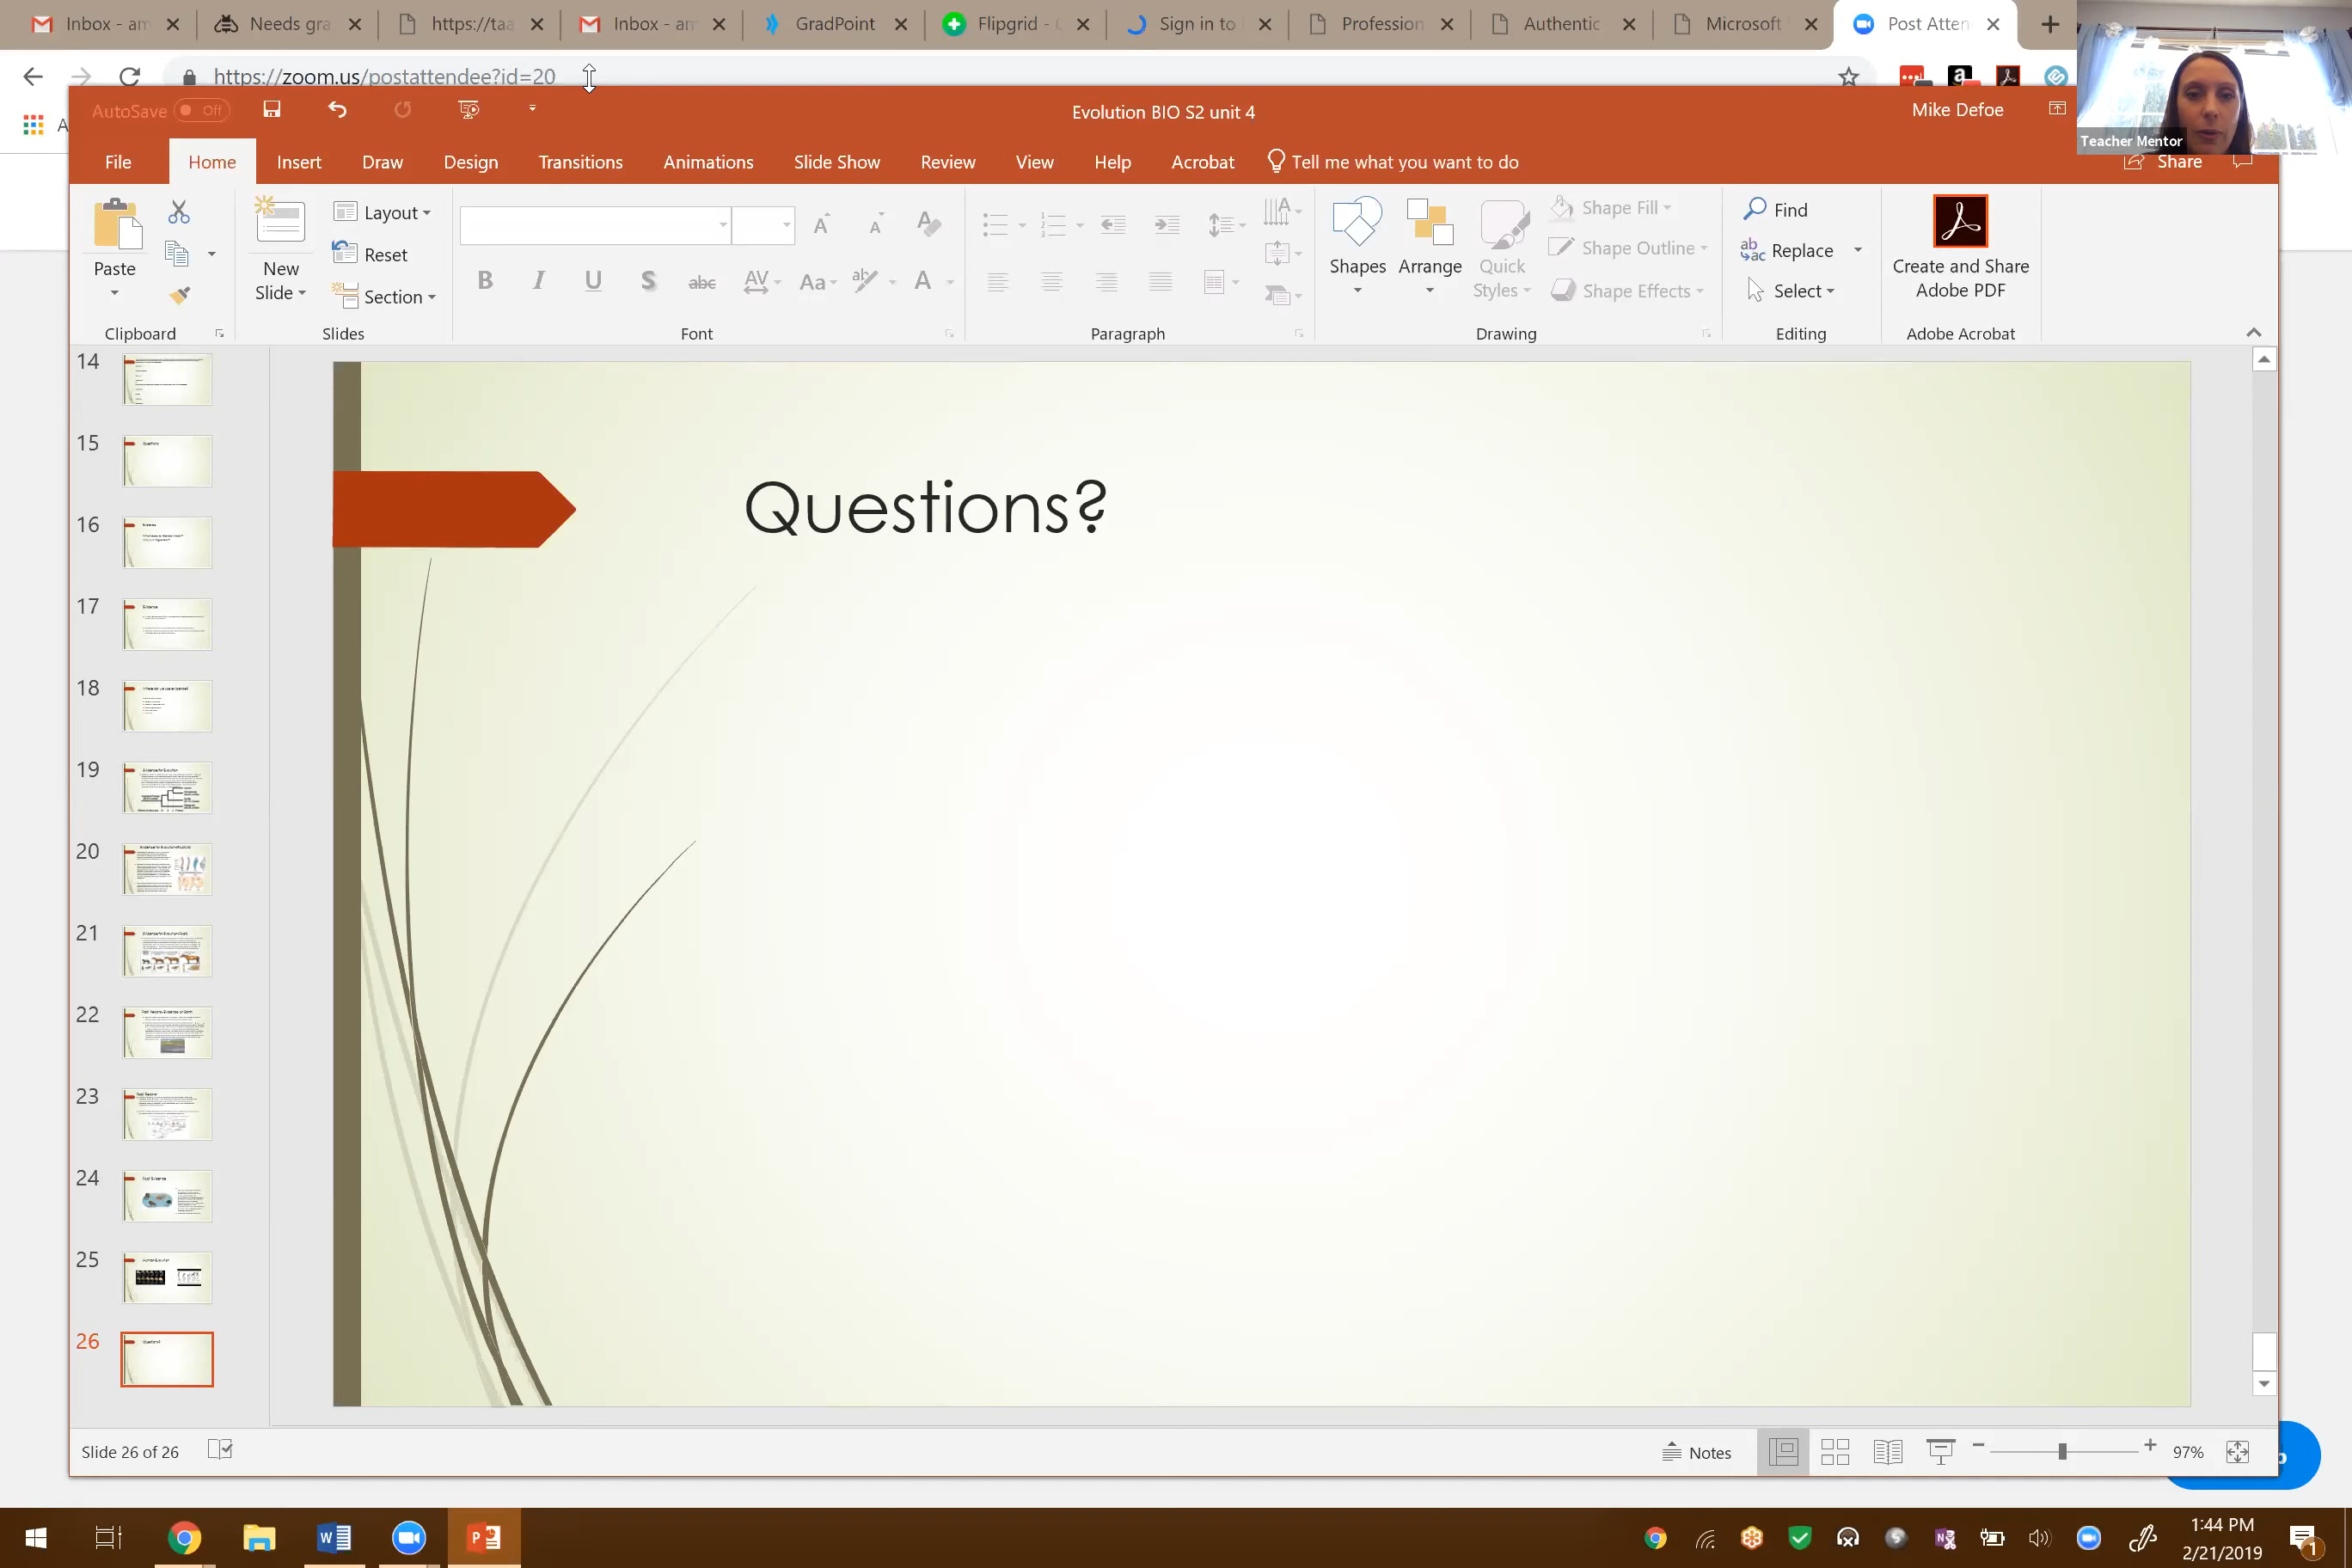 Inbox - am
Needs gra
https://taa
Inbox - am
GradPoint
Flipgrid - 
Sign in to
Profession
Authentic
Microsoft
Post Atten
https://zoom.us/postattendee?id=20
AutoSave Off
Evolution BIO S2 unit 4
Mike Defoe
Teacher Mentor
File Home Insert Draw Design Transitions Animations Slide Show Review View Help Acrobat Tell me what you want to do Share
Paste
Clipboard
New Slide
Layout
Reset
Section
Slides
Font
Paragraph
Shapes
Arrange
Quick Styles
Shape Fill
Shape Outline
Shape Effects
Drawing
Find
Replace
Select
Editing
Create and Share
Adobe PDF
Adobe Acrobat
14
15
16
17
18
19
20
21
22
23
24
25
26
Questions?
Slide 26 of 26
Notes
97%
1:44 PM
2/21/2019
1